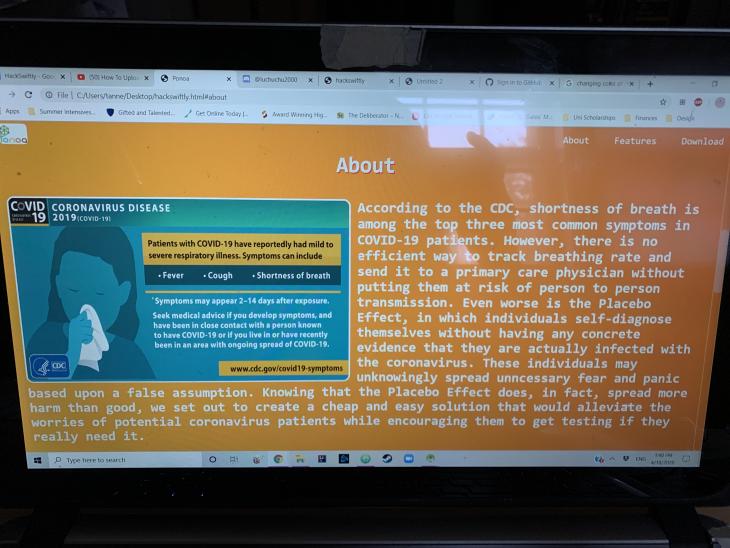 HackSwiftly - Goo
(50) How To Uploa
Ponoa
@luchuchu2000
hackswiftly
Untitled 2
Sign in to GitHub
File | C:/Users/tanne/Desktop/hackswiftly.html#about
Apps
Summer Intensives...
Gifted and Talented...
Get Online Today |...
Award Winning Hig...
The Deliberator – N...
Uni Scholarships
Finances
Design
About
Features
Download
About
COVID
19
CORONAVIRUS DISEASE
2019 (COVID-19)
Patients with COVID-19 have reportedly had mild to
severe respiratory illness. Symptoms can include
• Fever • Cough • Shortness of breath
*Symptoms may appear 2–14 days after exposure.
Seek medical advice if you develop symptoms, and
have been in close contact with a person known
to have COVID-19 or if you live in or have recently
been in an area with ongoing spread of COVID-19.
CDC
www.cdc.gov/covid19-symptoms
According to the CDC, shortness of breath is
among the top three most common symptoms in
COVID-19 patients. However, there is no
efficient way to track breathing rate and
send it to a primary care physician without
putting them at risk of person to person
transmission. Even worse is the Placebo
Effect, in which individuals self-diagnose
themselves without having any concrete
evidence that they are actually infected with
the coronavirus. These individuals may
unknowingly spread unncessary fear and panic
based upon a false assumption. Knowing that the Placebo Effect does, in fact, spread more
harm than good, we set out to create a cheap and easy solution that would alleviate the
worries of potential coronavirus patients while encouraging them to get testing if they
really need it.
Type here to search
ENG